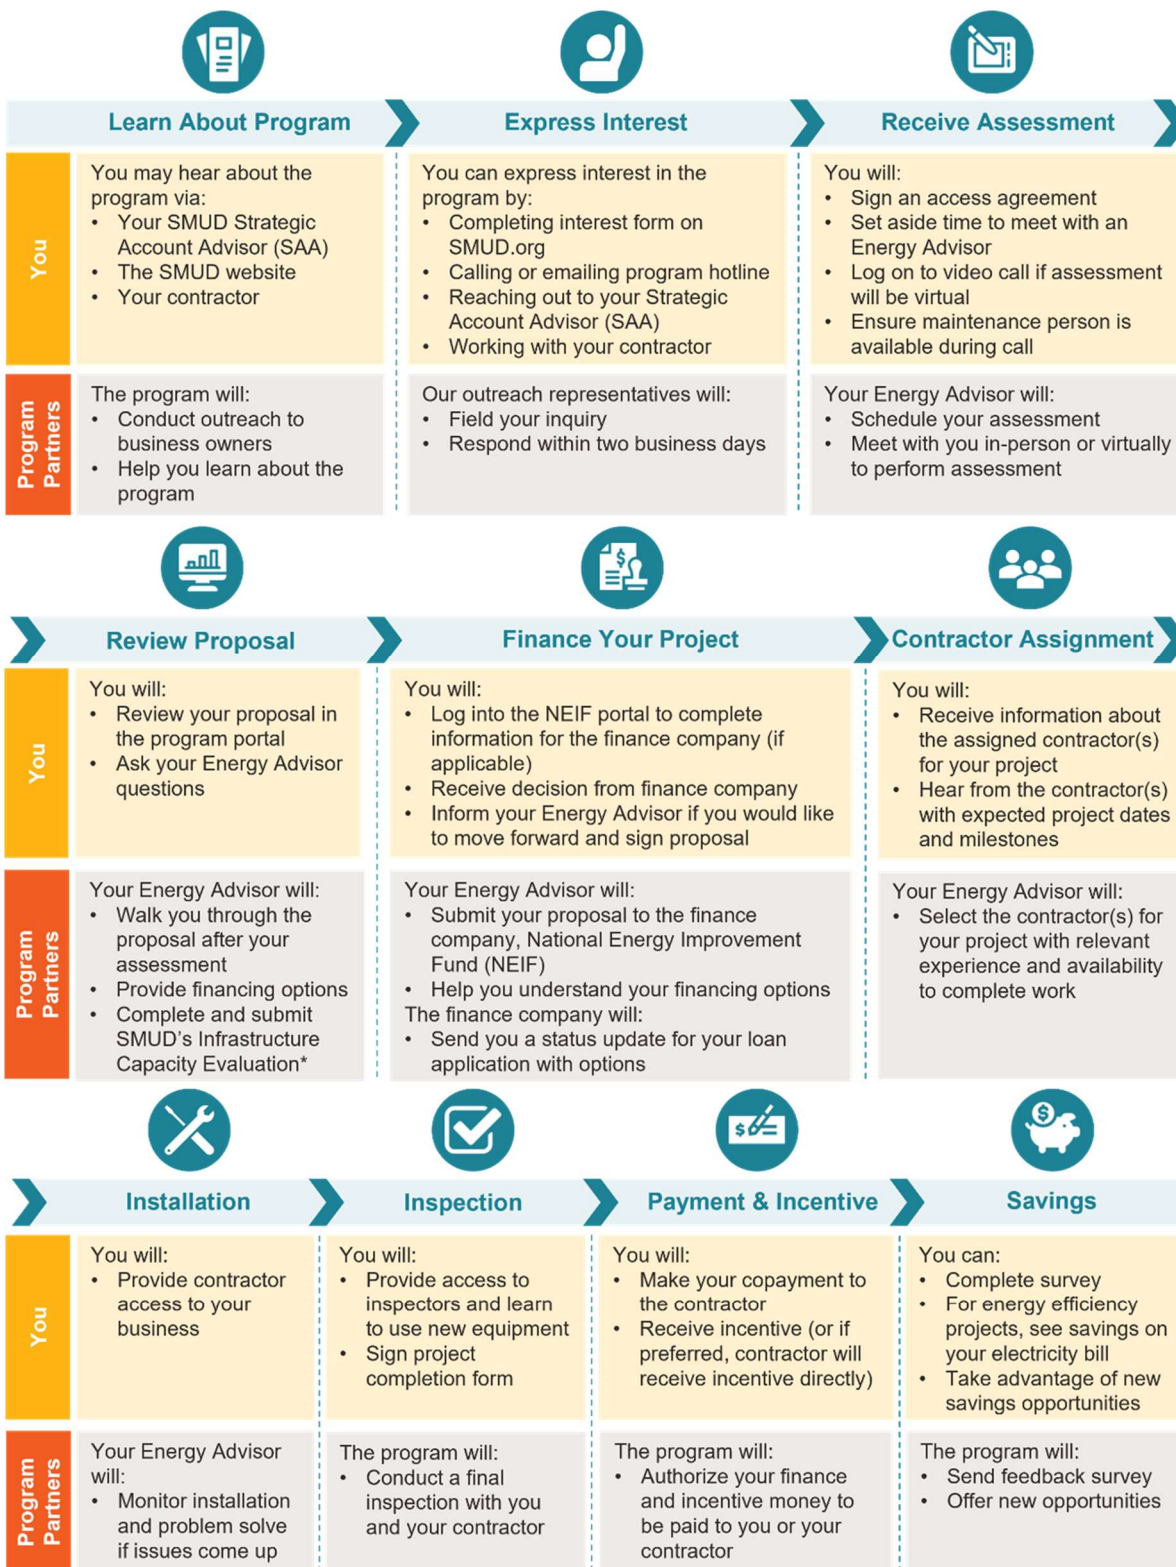 Learn About Program
Express Interest
Receive Assessment
You
You may hear about the
program via:
• Your SMUD Strategic
Account Advisor (SAA)
• The SMUD website
• Your contractor
You can express interest in the
program by:
• Completing interest form on
SMUD.org
• Calling or emailing program hotline
• Reaching out to your Strategic
Account Advisor (SAA)
• Working with your contractor
You will:
• Sign an access agreement
• Set aside time to meet with an
Energy Advisor
• Log on to video call if assessment
will be virtual
• Ensure maintenance person is
available during call
Program
Partners
The program will:
• Conduct outreach to
business owners
• Help you learn about the
program
Our outreach representatives will:
• Field your inquiry
• Respond within two business days
Your Energy Advisor will:
• Schedule your assessment
• Meet with you in-person or virtually
to perform assessment
Review Proposal
Finance Your Project
Contractor Assignment
You
You will:
• Review your proposal in
the program portal
• Ask your Energy Advisor
questions
You will:
• Log into the NEIF portal to complete
information for the finance company (if
applicable)
• Receive decision from finance company
• Inform your Energy Advisor if you would like
to move forward and sign proposal
You will:
• Receive information about
the assigned contractor(s)
for your project
• Hear from the contractor(s)
with expected project dates
and milestones
Program
Partners
Your Energy Advisor will:
• Walk you through the
proposal after your
assessment
• Provide financing options
• Complete and submit
SMUD's Infrastructure
Capacity Evaluation*
Your Energy Advisor will:
• Submit your proposal to the finance
company, National Energy Improvement
Fund (NEIF)
• Help you understand your financing options
The finance company will:
• Send you a status update for your loan
application with options
Your Energy Advisor will:
• Select the contractor(s) for
your project with relevant
experience and availability
to complete work
Installation
Inspection
Payment & Incentive
Savings
You
You will:
• Provide contractor
access to your
business
You will:
• Provide access to
inspectors and learn
to use new equipment
• Sign project
completion form
You will:
• Make your copayment to
the contractor
• Receive incentive (or if
preferred, contractor will
receive incentive directly)
You can:
• Complete survey
• For energy efficiency
projects, see savings on
your electricity bill
• Take advantage of new
savings opportunities
Program
Partners
Your Energy Advisor
will:
• Monitor installation
and problem solve
if issues come up
The program will:
• Conduct a final
inspection with you
and your contractor
The program will:
• Authorize your finance
and incentive money to
be paid to you or your
contractor
The program will:
• Send feedback survey
• Offer new opportunities